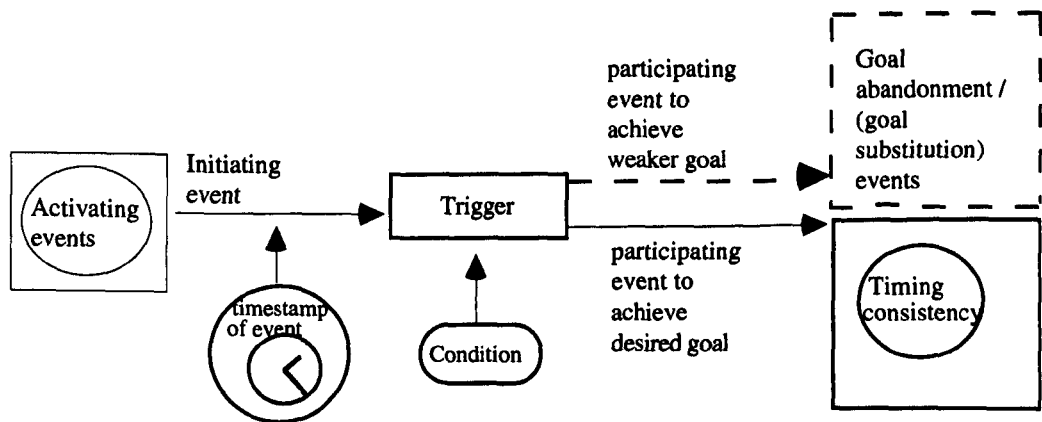 Activating
events
Initiating
event
timestamp
of event
Trigger
Condition
participating
event to
achieve
weaker goal
participating
event to
achieve
desired goal
Goal
abandonment /
(goal
substitution)
events
Timing
consistency